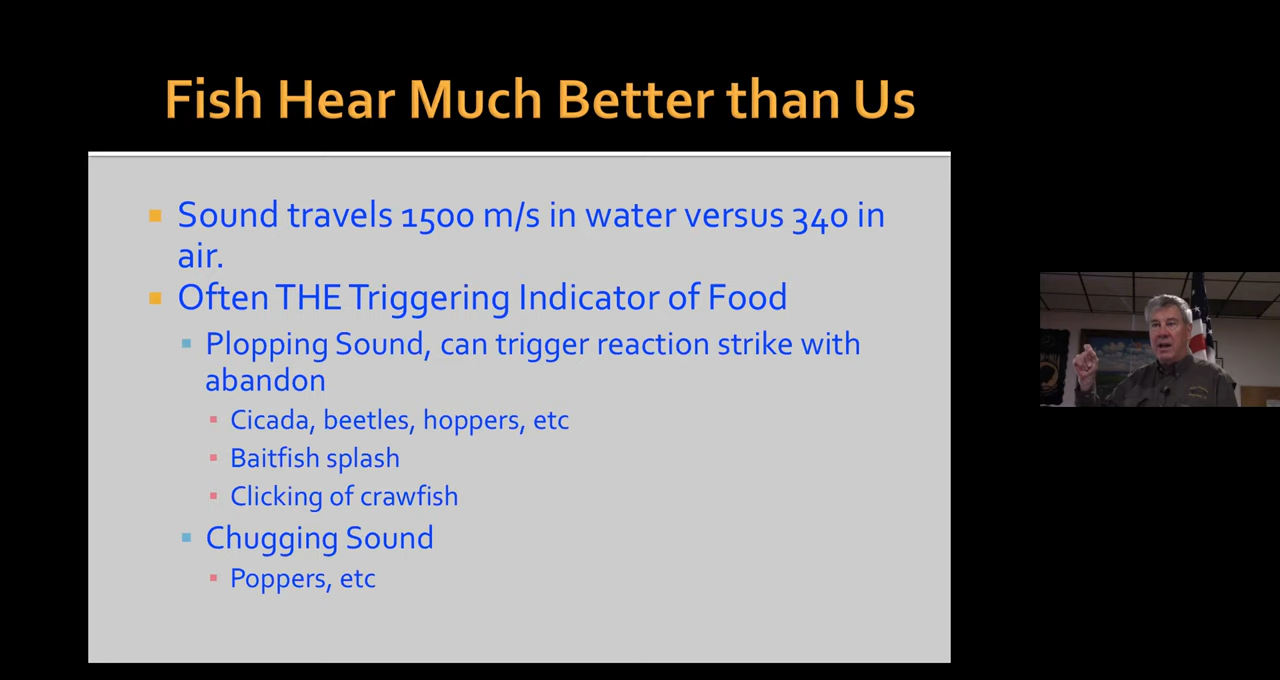 Fish Hear Much Better than Us
Sound travels 1500 m/s in water versus 340 in
air.
Often THE Triggering Indicator of Food
Plopping Sound, can trigger reaction strike with
abandon
Cicada, beetles, hoppers, etc
Baitfish splash
Clicking of crawfish
Chugging Sound
Poppers, etc